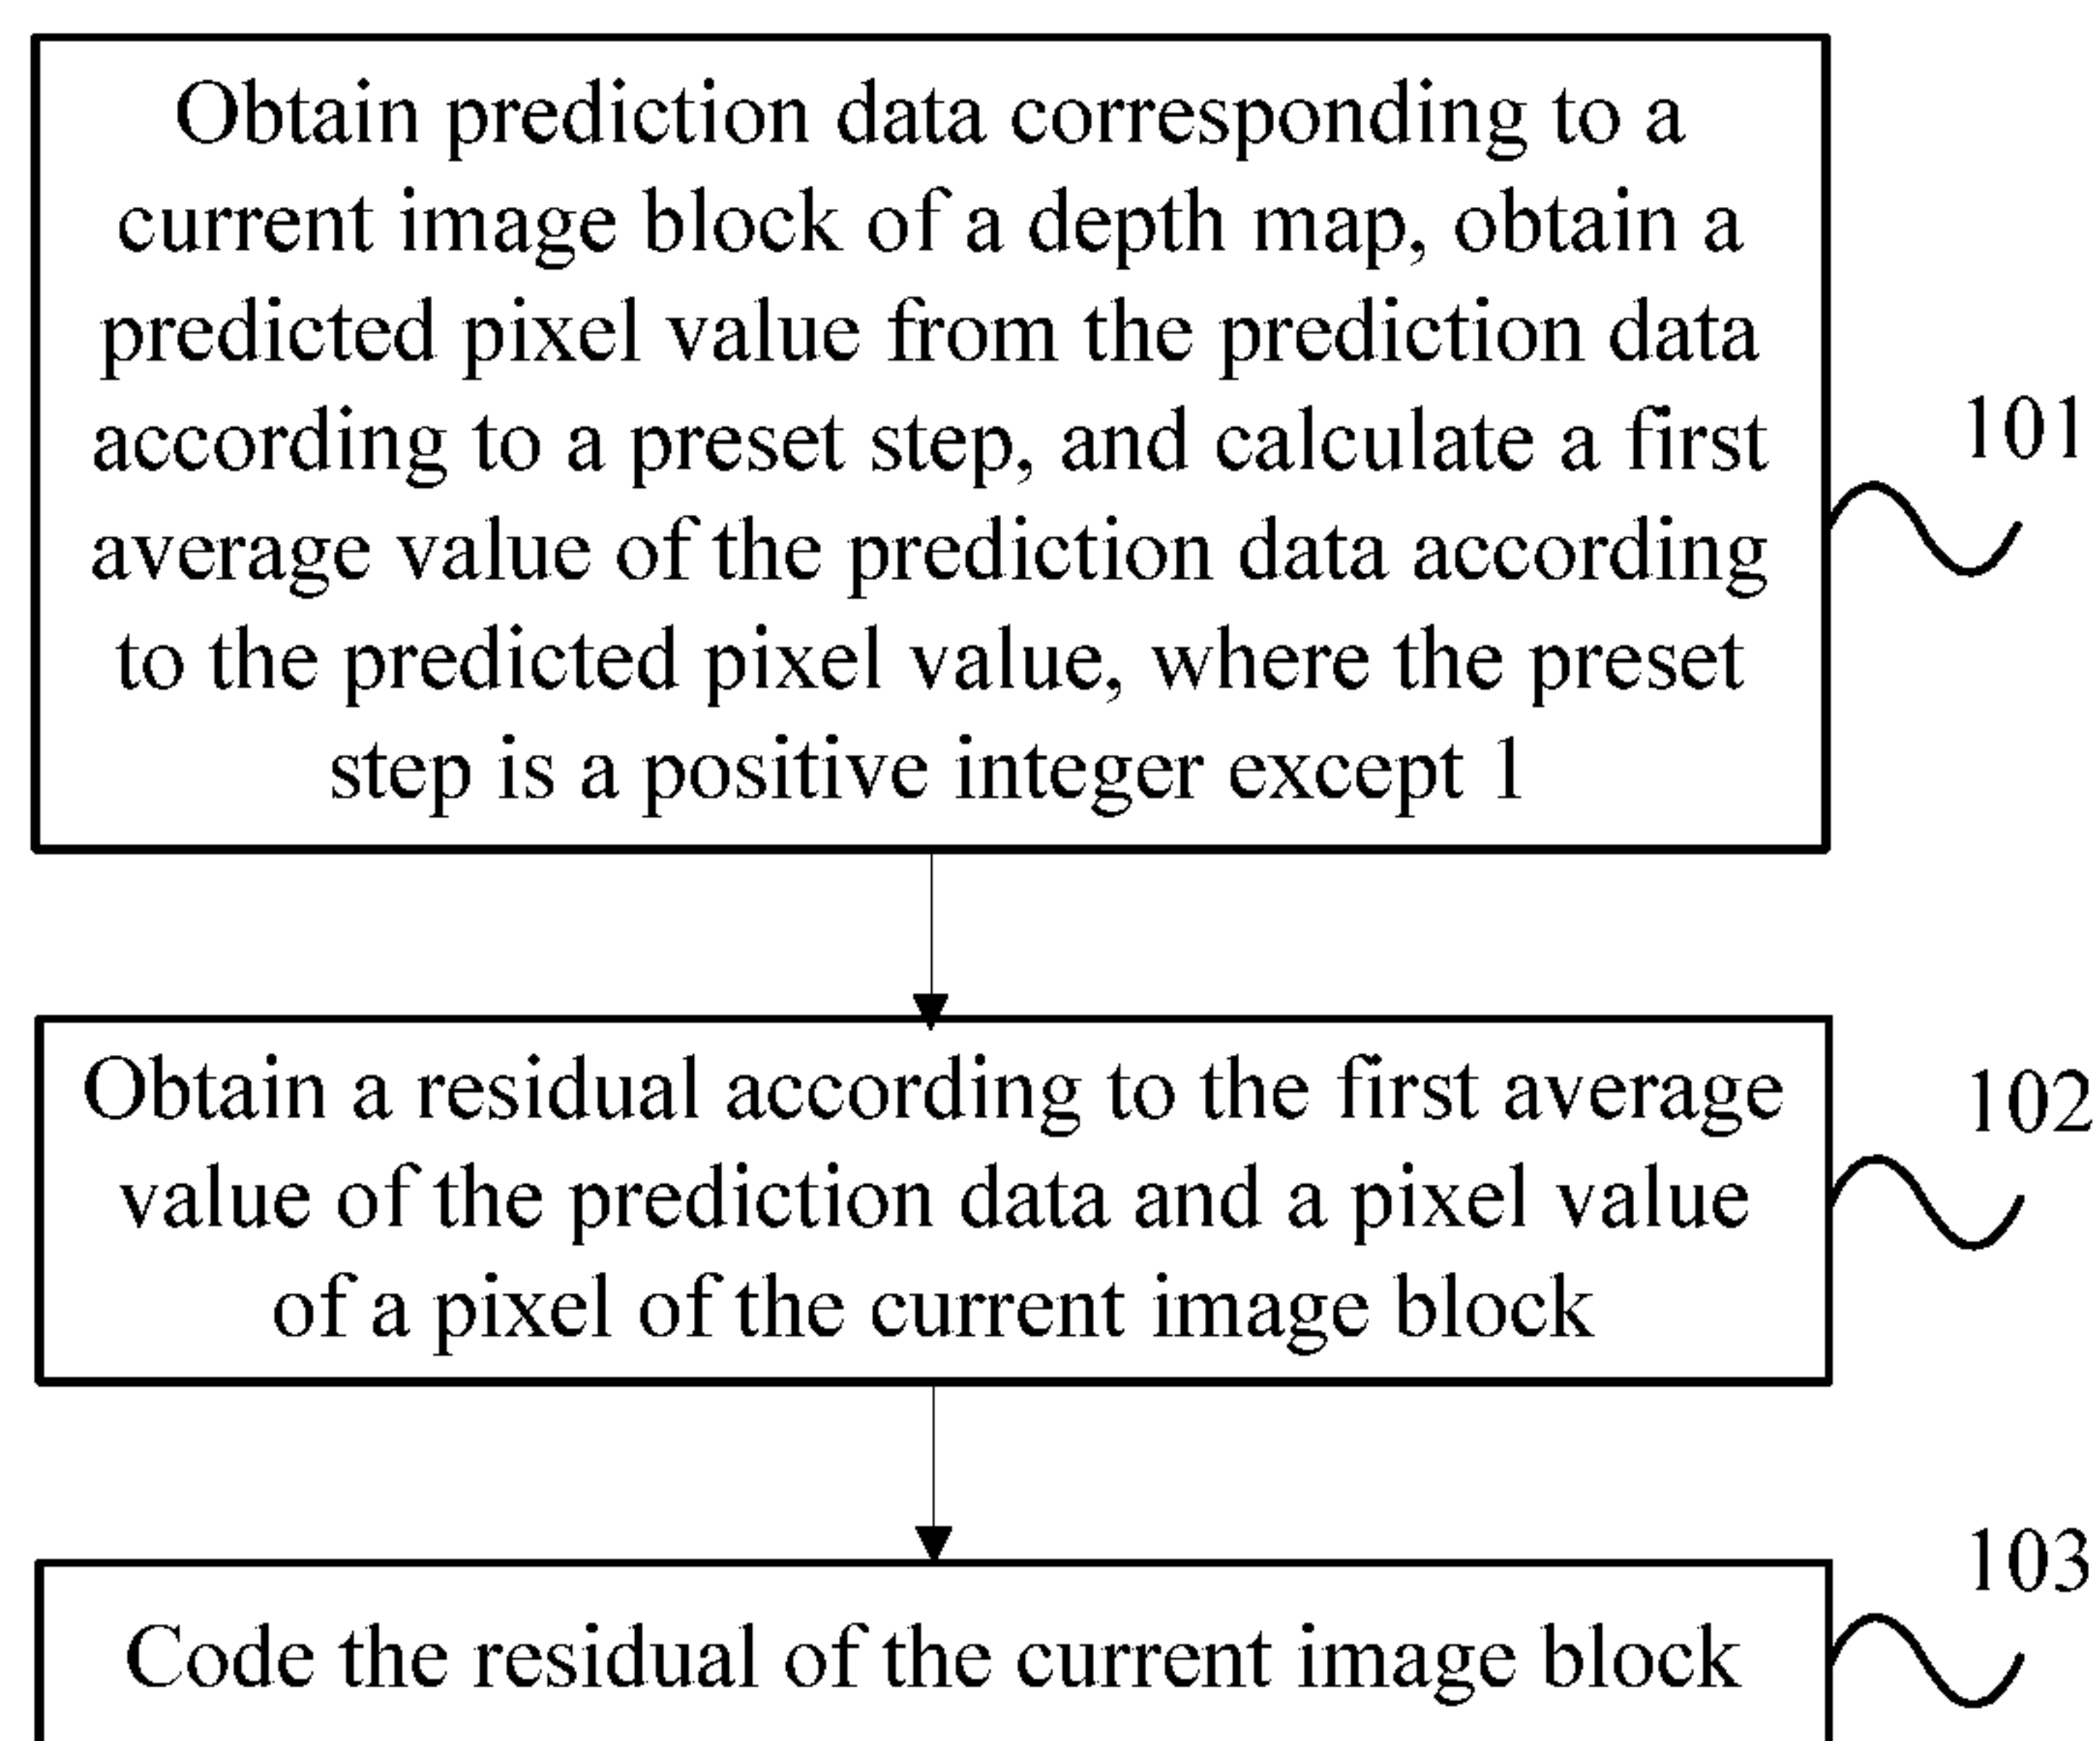 Obtain prediction data corresponding to a
current image block of a depth map, obtain a
predicted pixel value from the prediction data
according to a preset step, and calculate a first
average value of the prediction data according
to the predicted pixel value, where the preset
step is a positive integer except 1
101
Obtain a residual according to the first average
value of the prediction data and a pixel value
of a pixel of the current image block
102
Code the residual of the current image block
103